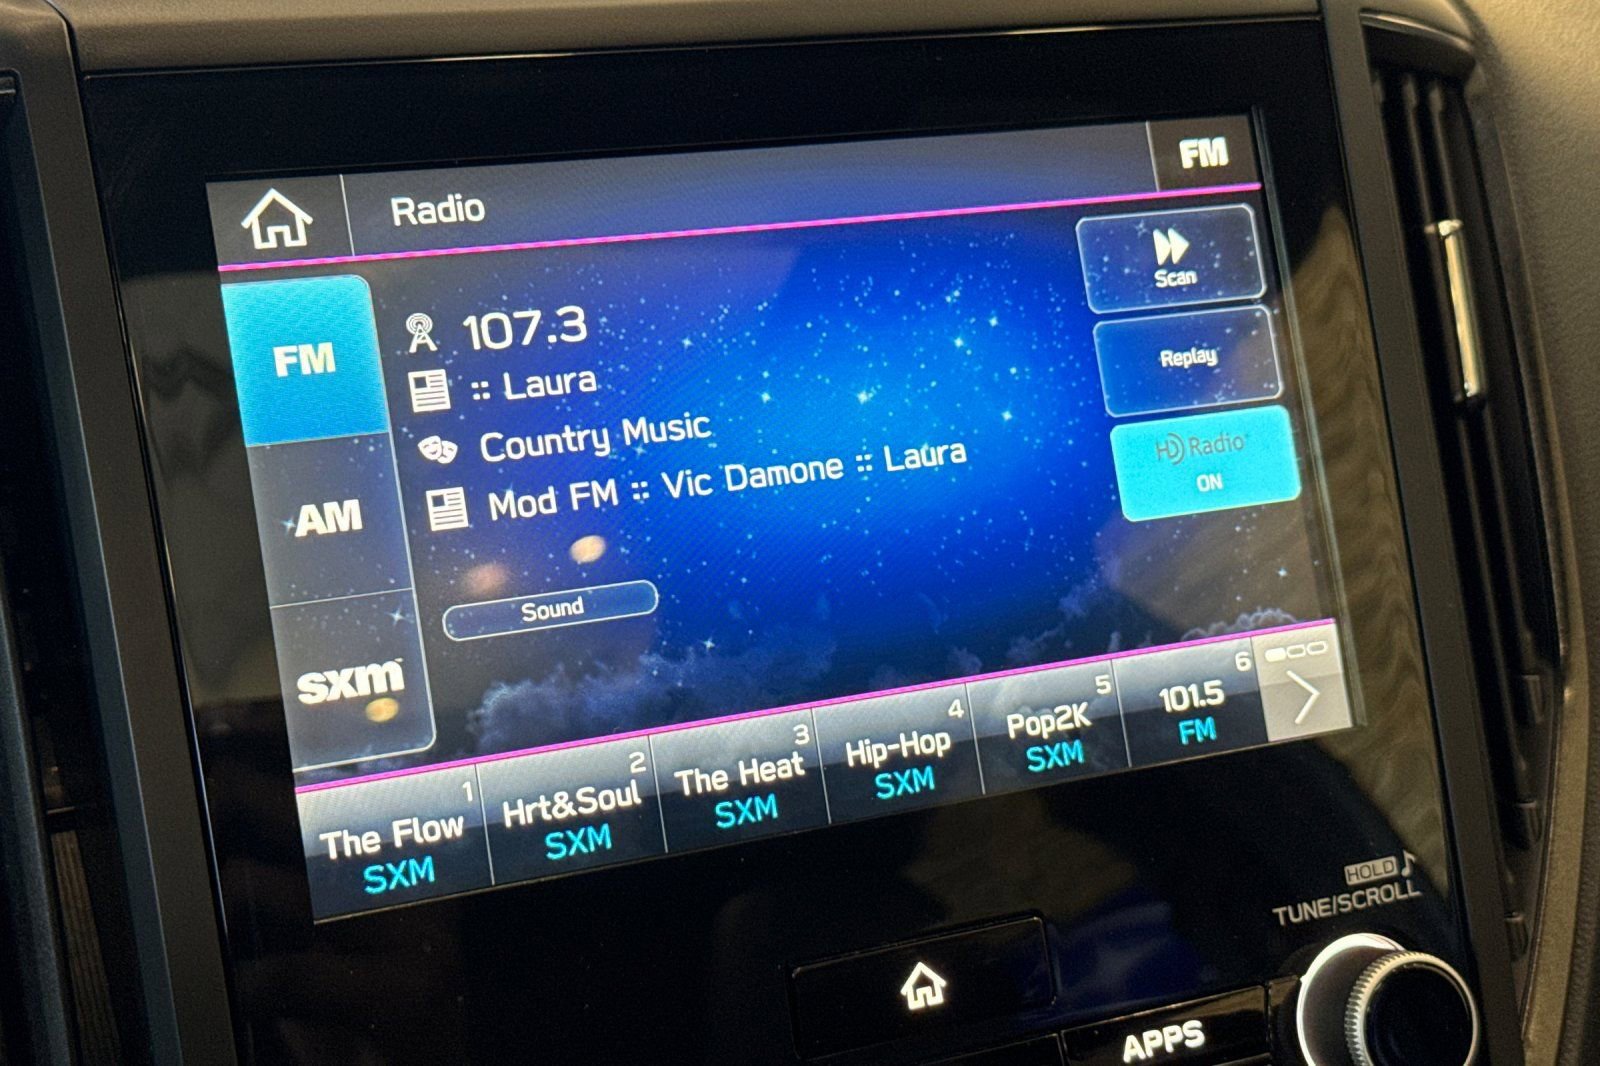 Radio
FM
FM
AM
sxm
107.3
:: Laura
Country Music
Mod FM :: Vic Damone :: Laura
Sound
Scan
Replay
HD Radio
ON
1
The Flow
SXM
2
Hrt&Soul
SXM
3
The Heat
SXM
4
Hip-Hop
SXM
5
Pop2K
SXM
6
101.5
FM
HOLD
TUNE/SCROLL
APPS